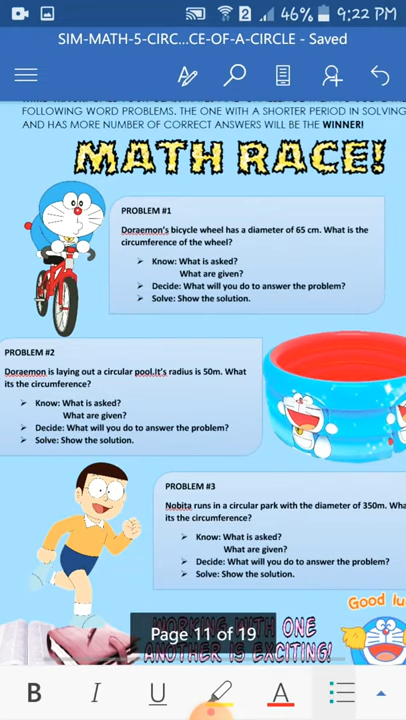 46% 9:22 PM
SIM-MATH-5-CIRC...CE-OF-A-CIRCLE - Saved
FOLLOWING WORD PROBLEMS. THE ONE WITH A SHORTER PERIOD IN SOLVING
AND HAS MORE NUMBER OF CORRECT ANSWERS WILL BE THE WINNER!
MATH RACE!
PROBLEM #1
Doraemon's bicycle wheel has a diameter of 65 cm. What is the
circumference of the wheel?
Know: What is asked?
What are given?
Decide: What will you do to answer the problem?
Solve: Show the solution.
PROBLEM #2
Doraemon is laying out a circular pool.It's radius is 50m. What
its the circumference?
Know: What is asked?
What are given?
Decide: What will you do to answer the problem?
Solve: Show the solution.
PROBLEM #3
Nobita runs in a circular park with the diameter of 350m. Wha
its the circumference?
Know: What is asked?
What are given?
Decide: What will you do to answer the problem?
Solve: Show the solution.
Good lu
WORKING WITH ONE
ANOTHER IS EXCITING!
Page 11 of 19
B I U A